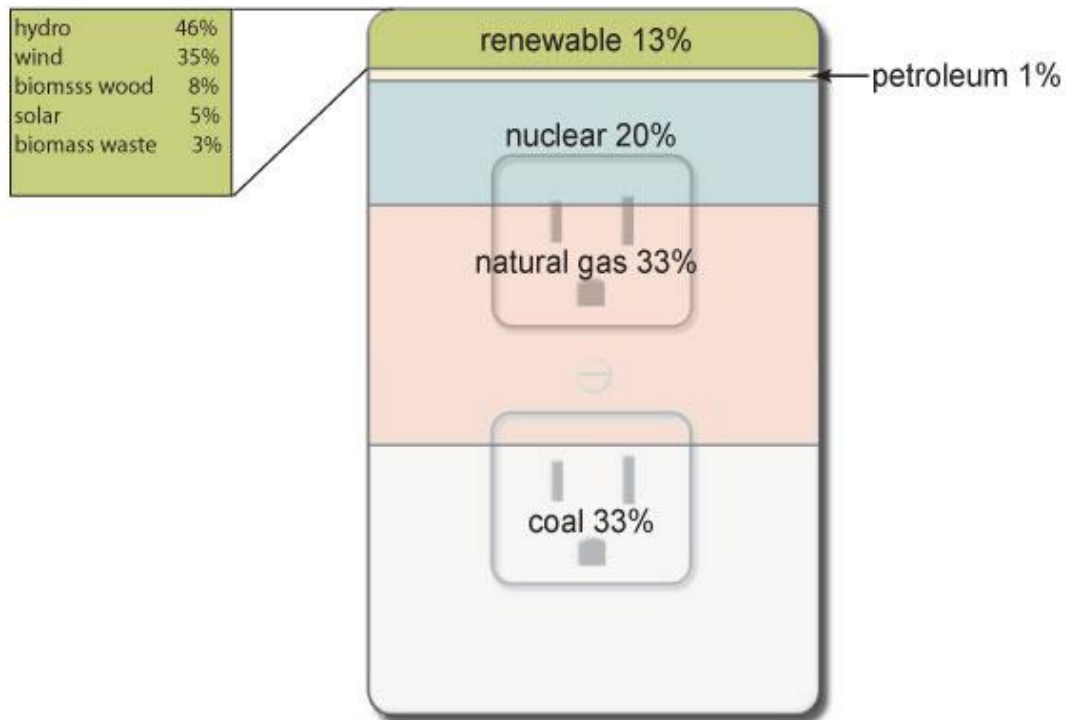 hydro 46%
wind 35%
biomsss wood 8%
solar 5%
biomass waste 3%
renewable 13%
petroleum 1%
nuclear 20%
natural gas 33%
coal 33%